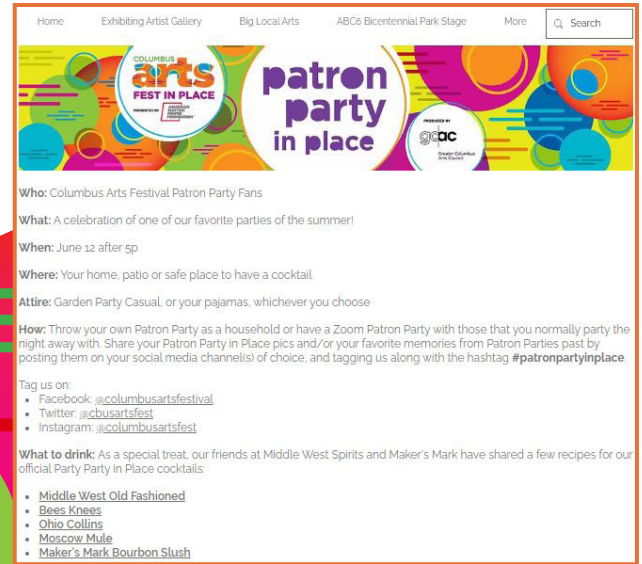 Home Exhibiting Artist Gallery Big Local Arts ABC6 Bicentennial Park Stage More Search
COLUMBUS
arts
FEST IN PLACE
PRESENTED BY AMERICAN ELECTRIC POWER FOUNDATION
patron
party
in place
PRODUCED BY
gcac
Greater Columbus
Arts Council
Who: Columbus Arts Festival Patron Party Fans
What: A celebration of one of our favorite parties of the summer!
When: June 12 after 5p
Where: Your home, patio or safe place to have a cocktail
Attire: Garden Party Casual, or your pajamas, whichever you choose
How: Throw your own Patron Party as a household or have a Zoom Patron Party with those that you normally party the
night away with. Share your Patron Party in Place pics and/or your favorite memories from Patron Parties past by
posting them on your social media channel(s) of choice, and tagging us along with the hashtag #patronpartyinplace.
Tag us on:
• Facebook: @columbusartsfestival
• Twitter: @cbusartsfest
• Instagram: @columbusartsfest
What to drink: As a special treat, our friends at Middle West Spirits and Maker's Mark have shared a few recipes for our
official Party Party in Place cocktails:
• Middle West Old Fashioned
• Bees Knees
• Ohio Collins
• Moscow Mule
• Maker's Mark Bourbon Slush